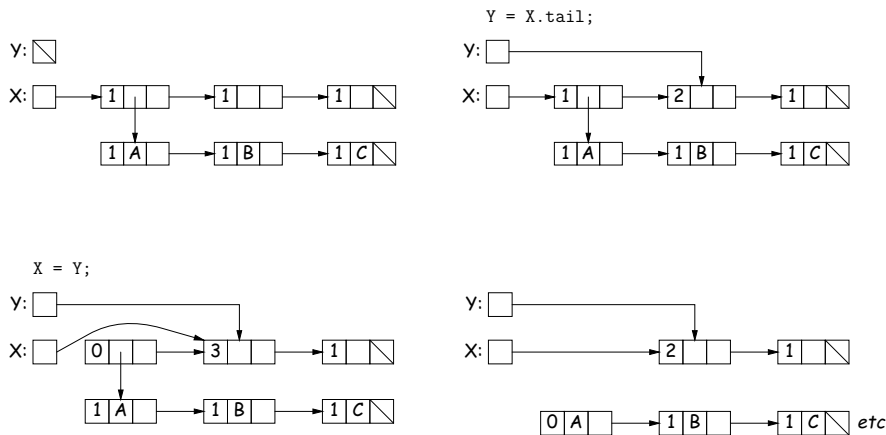 Y = X.tail;
Y:
Y:
X: 1 1 1
X: 1 2 1
1 A 1 B 1 C
1 A 1 B 1 C
X = Y;
Y:
Y:
X: 0 3 1
X: 2 1
1 A 1 B 1 C
0 A 1 B 1 C etc